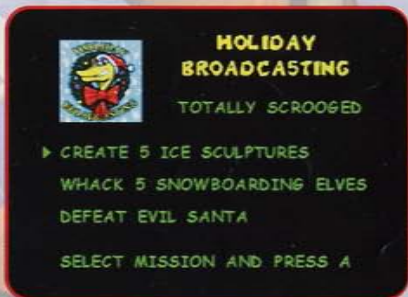 HOLIDAY
BROADCASTING
TOTALLY SCROOGED
CREATE 5 ICE SCULPTURES
WHACK 5 SNOWBOARDING ELVES
DEFEAT EVIL SANTA
SELECT MISSION AND PRESS A